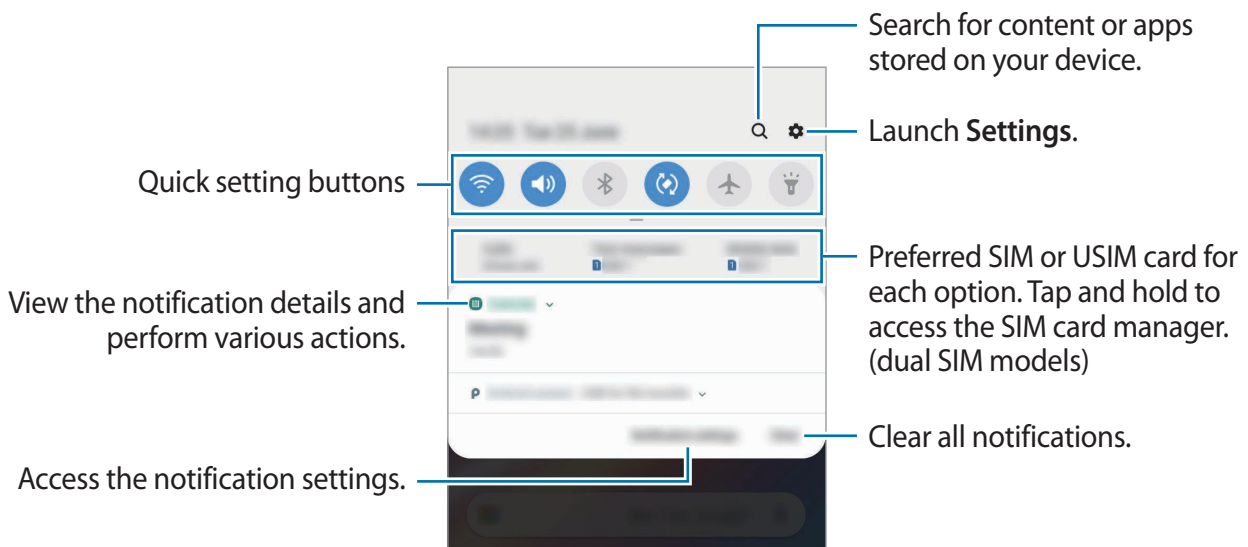 Search for content or apps
stored on your device.
Launch Settings.
Quick setting buttons
Preferred SIM or USIM card for
each option. Tap and hold to
access the SIM card manager.
(dual SIM models)
View the notification details and
perform various actions.
Clear all notifications.
Access the notification settings.